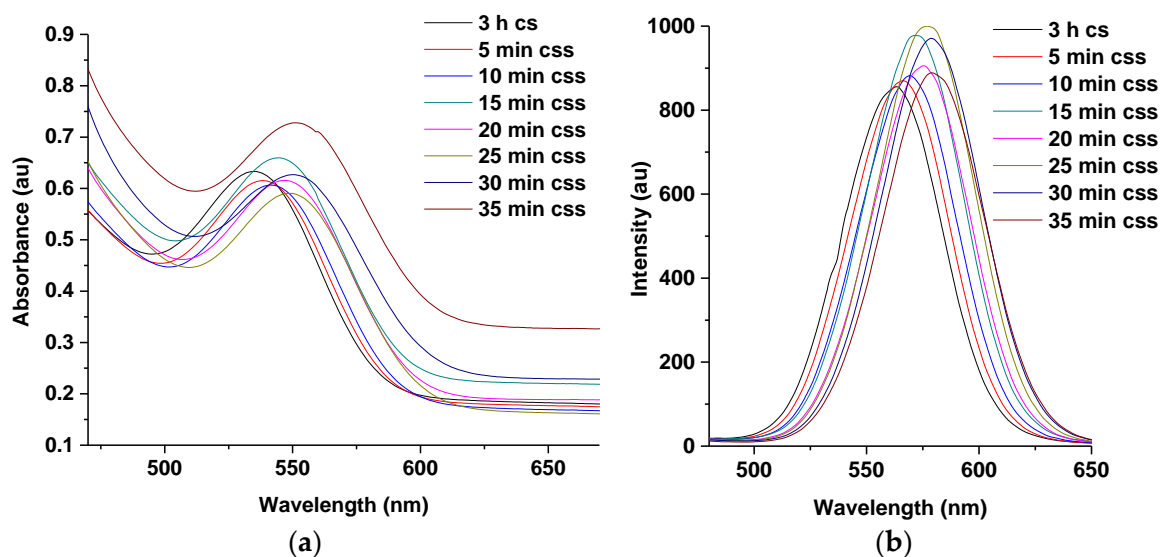 3 h cs
5 min css
10 min css
15 min css
20 min css
25 min css
30 min css
35 min css
0.9
0.8
0.7
0.6
0.5
0.4
0.3
0.2
0.1
Absorbance (au)
500 550 600 650
Wavelength (nm)
(a)
3 h cs
5 min css
10 min css
15 min css
20 min css
25 min css
30 min css
35 min css
1000
800
600
400
200
0
Intensity (au)
500 550 600 650
Wavelength (nm)
(b)